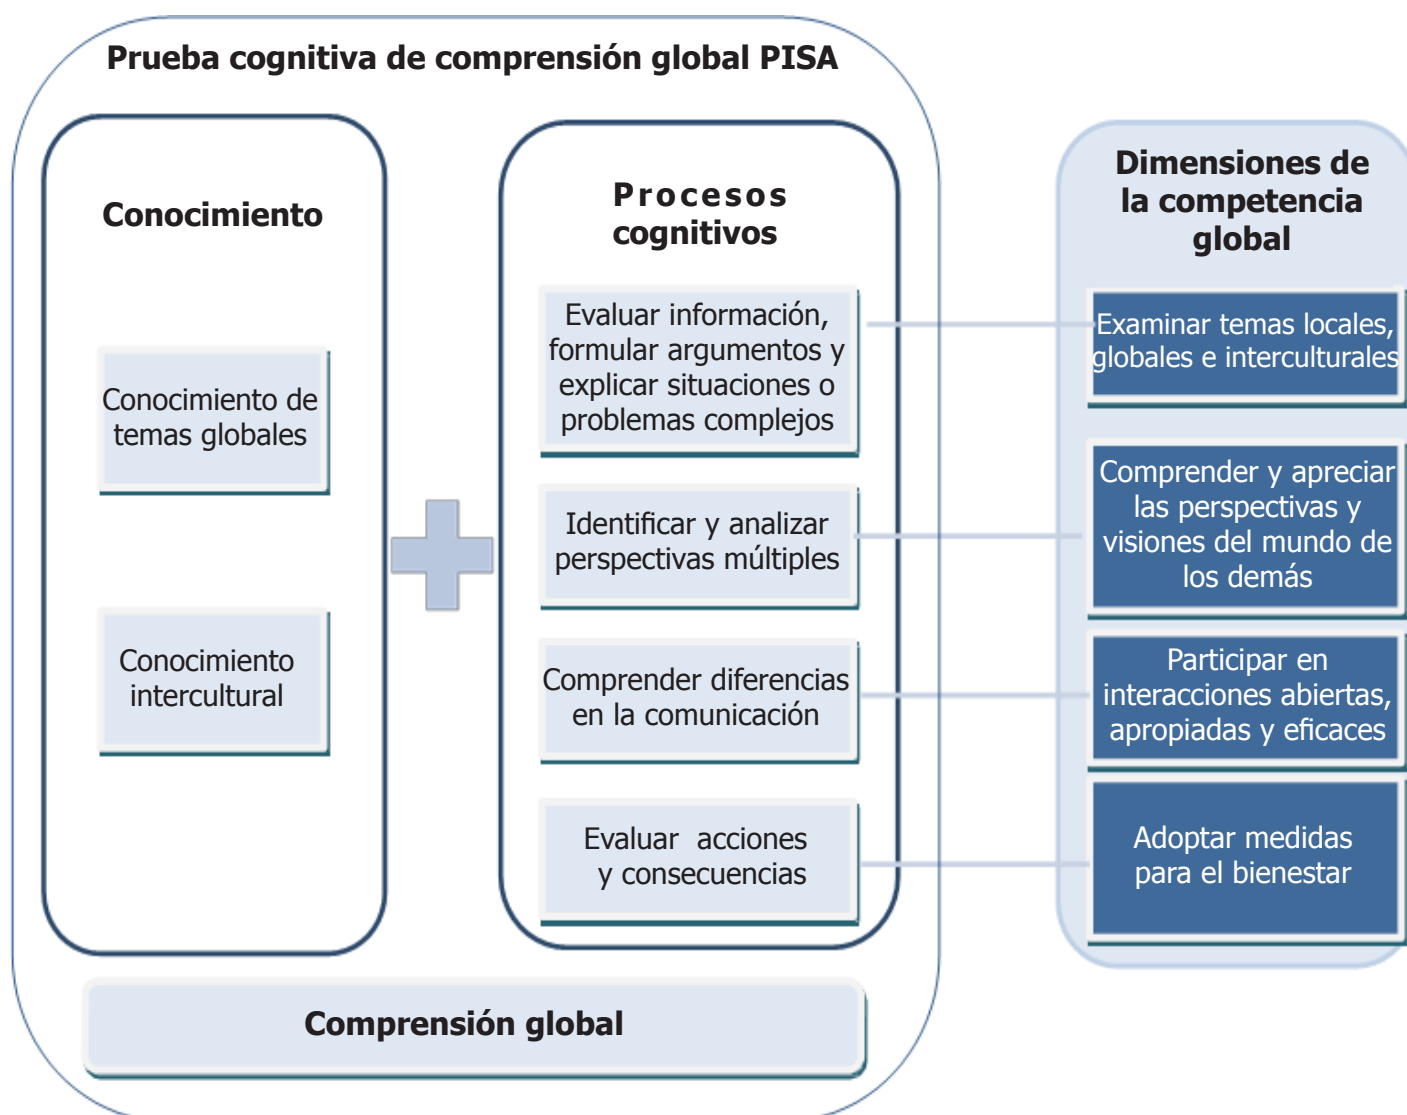 Prueba cognitiva de comprensión global PISA
Conocimiento
Conocimiento de
temas globales
Conocimiento
intercultural
Procesos
cognitivos
Evaluar información,
formular argumentos y
explicar situaciones o
problemas complejos
Identificar y analizar
perspectivas múltiples
Comprender diferencias
en la comunicación
Evaluar acciones
y consecuencias
Dimensiones de
la competencia
global
Examinar temas locales,
globales e interculturales
Comprender y apreciar
las perspectivas y
visiones del mundo de
los demás
Participar en
interacciones abiertas,
apropiadas y eficaces
Adoptar medidas
para el bienestar
Comprensión global